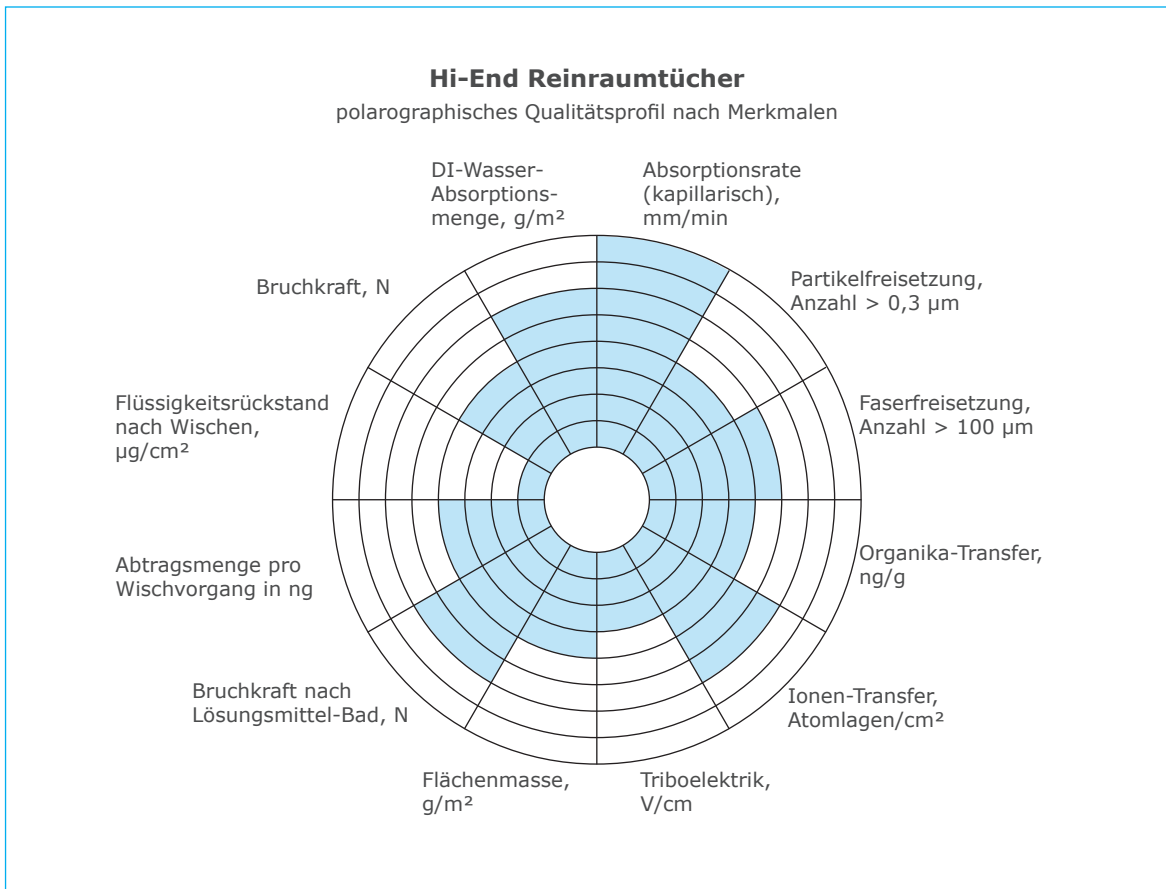 Hi-End Reinraumtücher
polarographisches Qualitätsprofil nach Merkmalen
DI-Wasser-
Absorptions-
menge, g/m²
Absorptionsrate
(kapillarisch),
mm/min
Partikelfreisetzung,
Anzahl > 0,3 µm
Faserfreisetzung,
Anzahl > 100 µm
Organika-Transfer,
ng/g
Ionen-Transfer,
Atomlagen/cm²
Triboelektrik,
V/cm
Flächenmasse,
g/m²
Bruchkraft nach
Lösungsmittel-Bad, N
Abtragsmenge pro
Wischvorgang in ng
Flüssigkeitsrückstand
nach Wischen,
µg/cm²
Bruchkraft, N